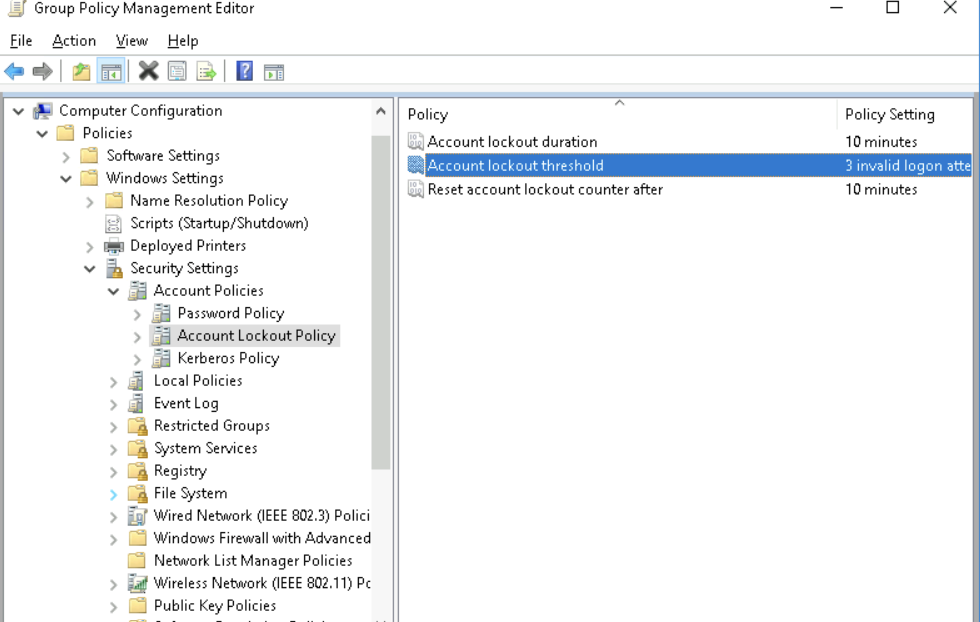 Group Policy Management Editor
File Action View Help
Computer Configuration
Policies
Software Settings
Windows Settings
Name Resolution Policy
Scripts (Startup/Shutdown)
Deployed Printers
Security Settings
Account Policies
Password Policy
Account Lockout Policy
Kerberos Policy
Local Policies
Event Log
Restricted Groups
System Services
Registry
File System
Wired Network (IEEE 802.3) Polici
Windows Firewall with Advanced
Network List Manager Policies
Wireless Network (IEEE 802.11) Pc
Public Key Policies
Policy Policy Setting
Account lockout duration 10 minutes
Account lockout threshold 3 invalid logon atte
Reset account lockout counter after 10 minutes